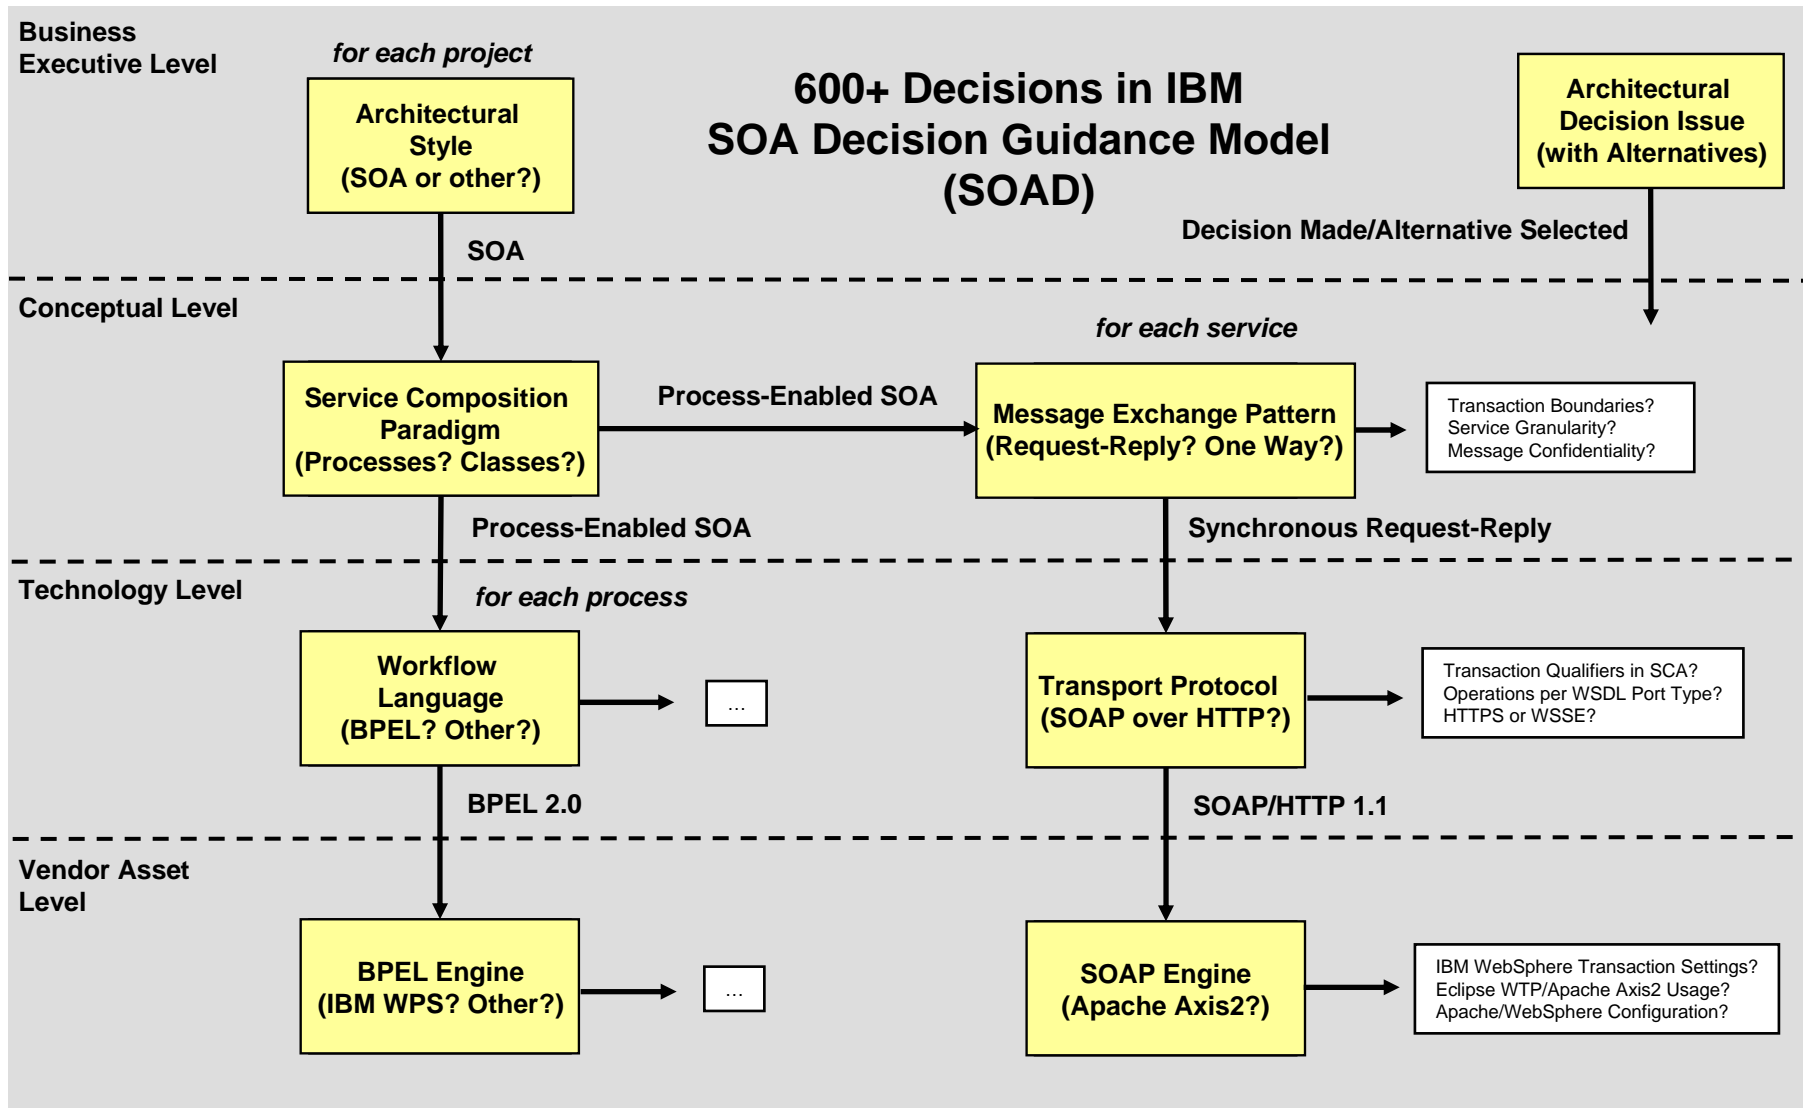 Business
Executive Level
for each project
Architectural
Style
(SOA or other?)
600+ Decisions in IBM
SOA Decision Guidance Model
(SOAD)
Architectural
Decision Issue
(with Alternatives)
Decision Made/Alternative Selected
SOA
Conceptual Level
for each service
Service Composition
Paradigm
(Processes? Classes?)
Process-Enabled SOA
Message Exchange Pattern
(Request-Reply? One Way?)
Transaction Boundaries?
Service Granularity?
Message Confidentiality?
Process-Enabled SOA
Synchronous Request-Reply
Technology Level
for each process
Workflow
Language
(BPEL? Other?)
...
Transport Protocol
(SOAP over HTTP?)
Transaction Qualifiers in SCA?
Operations per WSDL Port Type?
HTTPS or WSSE?
BPEL 2.0
SOAP/HTTP 1.1
Vendor Asset
Level
BPEL Engine
(IBM WPS? Other?)
...
SOAP Engine
(Apache Axis2?)
IBM WebSphere Transaction Settings?
Eclipse WTP/Apache Axis2 Usage?
Apache/WebSphere Configuration?